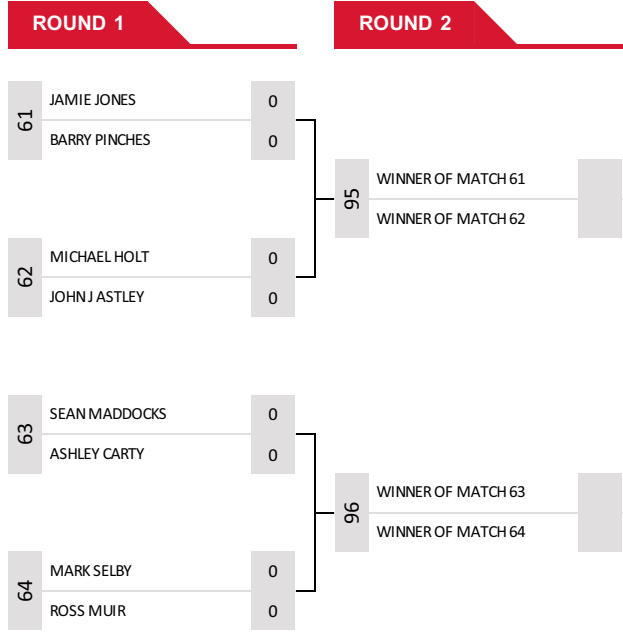 ROUND 1
ROUND 2
61
JAMIE JONES 0
BARRY PINCHES 0
95
WINNER OF MATCH 61
WINNER OF MATCH 62
62
MICHAEL HOLT 0
JOHN J ASTLEY 0
63
SEAN MADDOCKS 0
ASHLEY CARTY 0
96
WINNER OF MATCH 63
WINNER OF MATCH 64
64
MARK SELBY 0
ROSS MUIR 0